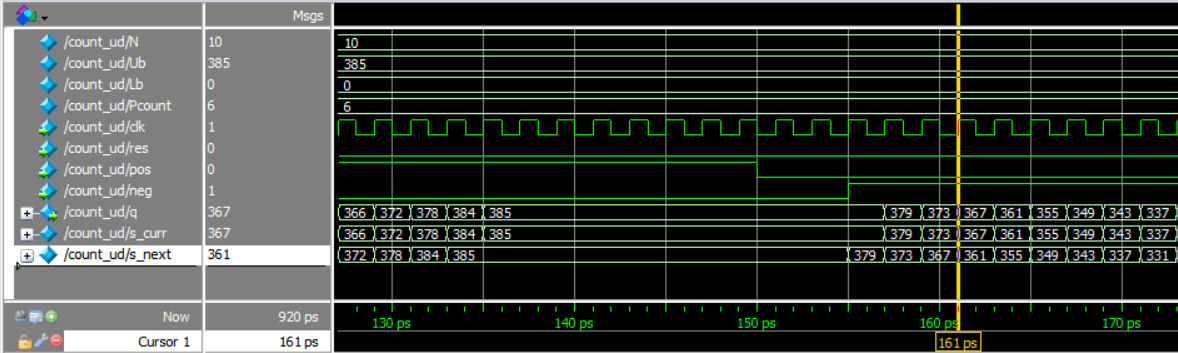 Msgs
/count_ud/N 10 10
/count_ud/Ub 385 385
/count_ud/Lb 0 0
/count_ud/Pcount 6 6
/count_ud/clk 1
/count_ud/res 0
/count_ud/pos 0
/count_ud/neg 1
/count_ud/q 367 366 372 378 384 385 379 373 367 361 355 349 343 337
/count_ud/s_curr 367 366 372 378 384 385 379 373 367 361 355 349 343 337
/count_ud/s_next 361 372 378 384 385 379 373 367 361 355 349 343 337 331
Now 920 ps 130 ps 140 ps 150 ps 160 ps 170 ps
Cursor 1 161 ps 161 ps